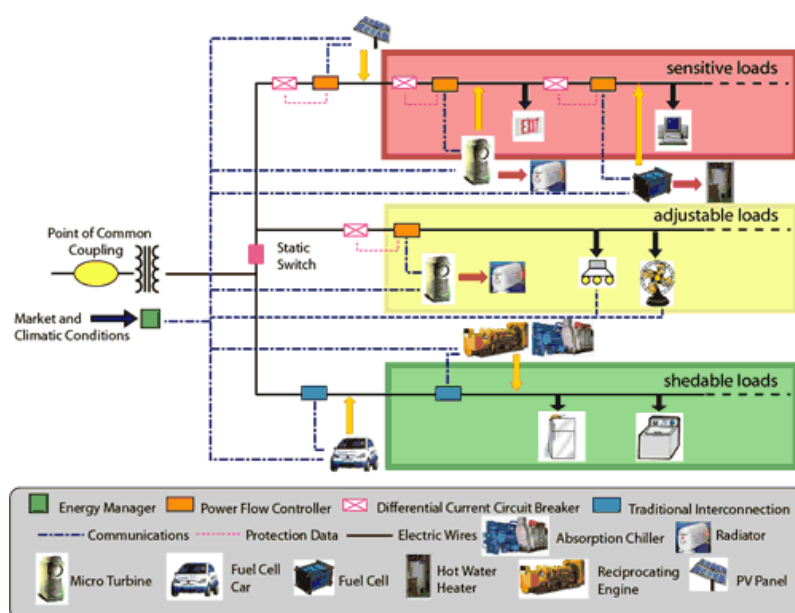 sensitive loads
EXIT
adjustable loads
Point of Common
Coupling
Static
Switch
Market and
Climatic Conditions
shedable loads
Energy Manager
Power Flow Controller
Differential Current Circuit Breaker
Traditional Interconnection
Communications
Protection Data
Electric Wires
Absorption Chiller
Radiator
Micro Turbine
Fuel Cell
Car
Fuel Cell
Hot Water
Heater
Reciprocating
Engine
PV Panel